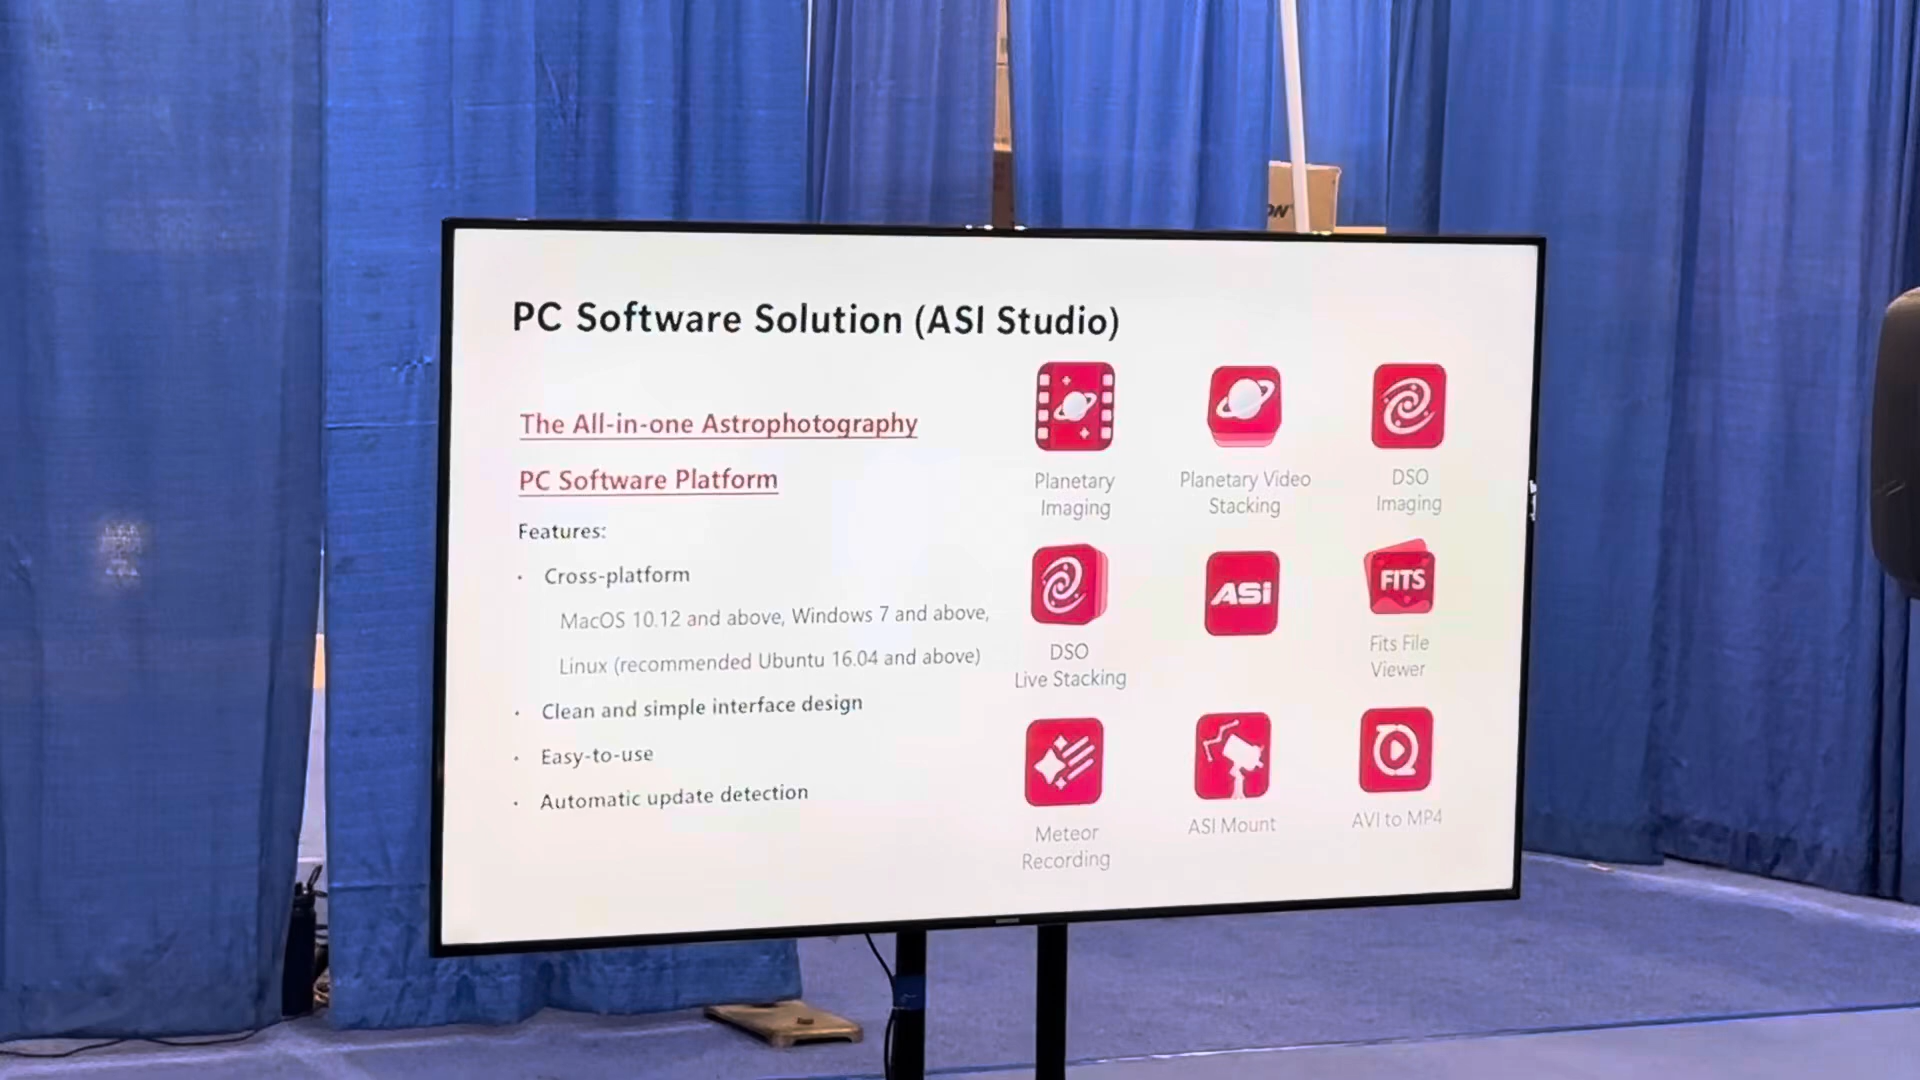 ON
PC Software Solution (ASI Studio)
The All-in-one Astrophotography
PC Software Platform
Features:
· Cross-platform
MacOS 10.12 and above, Windows 7 and above,
Linux (recommended Ubuntu 16.04 and above)
· Clean and simple interface design
· Easy-to-use
· Automatic update detection
Planetary
Imaging
Planetary Video
Stacking
DSO
Imaging
DSO
Live Stacking
ASI
FITS
Fits File
Viewer
Meteor
Recording
ASI Mount
AVI to MP4